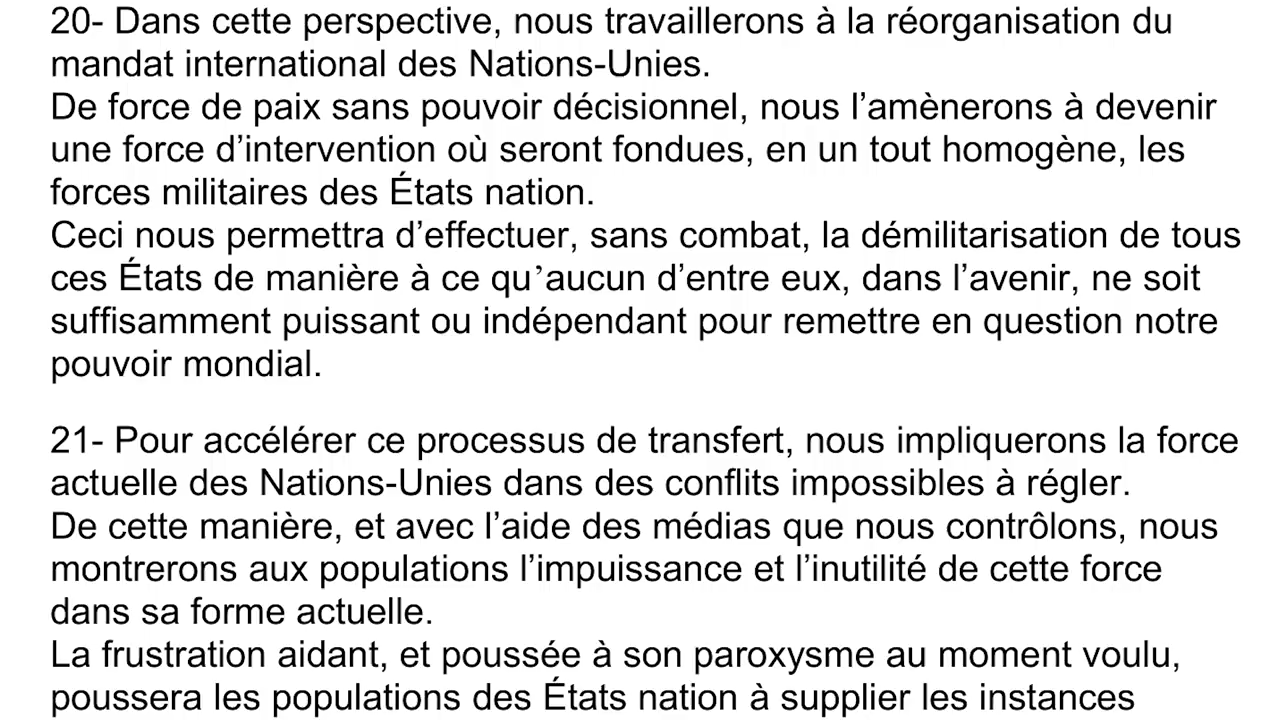 20- Dans cette perspective, nous travaillerons à la réorganisation du
mandat international des Nations-Unies.
De force de paix sans pouvoir décisionnel, nous l’amènerons à devenir
une force d’intervention où seront fondues, en un tout homogène, les
forces militaires des États nation.
Ceci nous permettra d’effectuer, sans combat, la démilitarisation de tous
ces États de manière à ce qu’aucun d’entre eux, dans l’avenir, ne soit
suffisamment puissant ou indépendant pour remettre en question notre
pouvoir mondial.
21- Pour accélérer ce processus de transfert, nous impliquerons la force
actuelle des Nations-Unies dans des conflits impossibles à régler.
De cette manière, et avec l’aide des médias que nous contrôlons, nous
montrerons aux populations l’impuissance et l’inutilité de cette force
dans sa forme actuelle.
La frustration aidant, et poussée à son paroxysme au moment voulu,
poussera les populations des États nation à supplier les instances